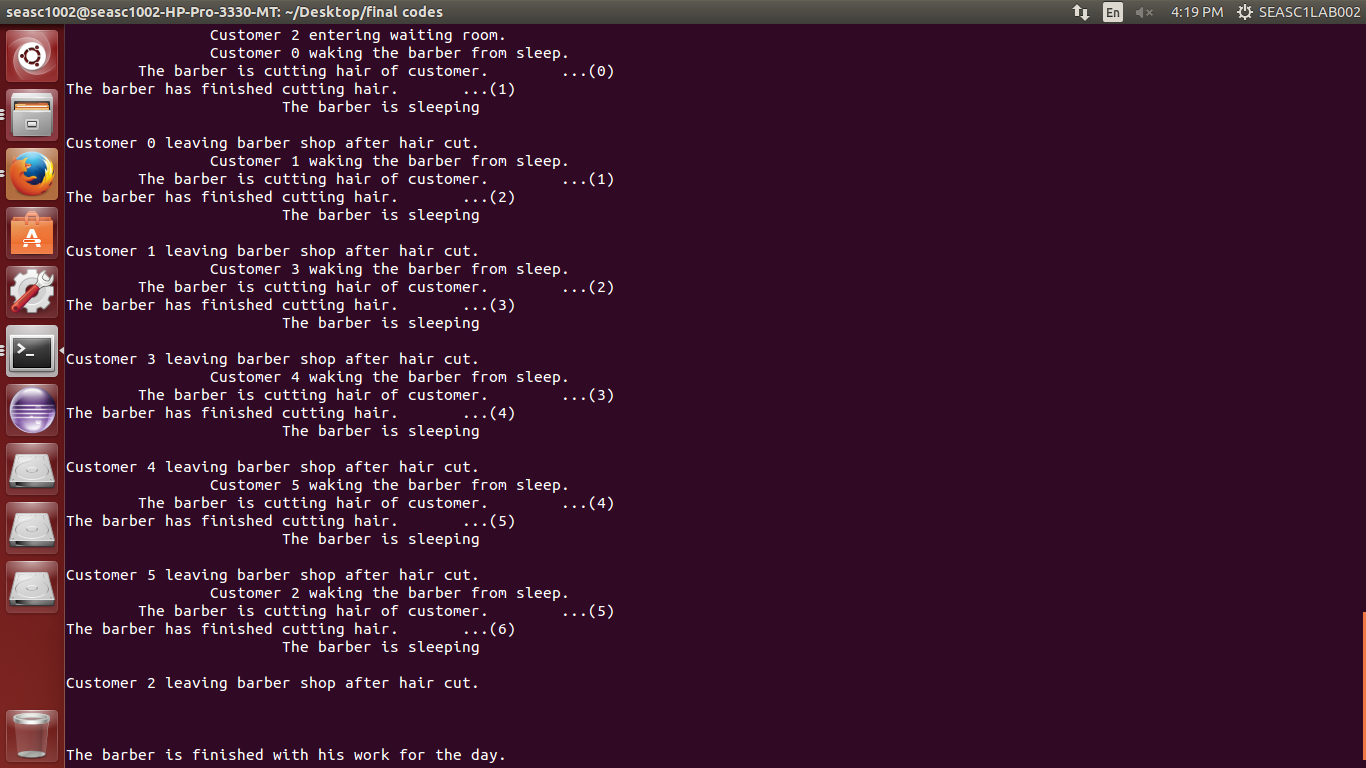 seasc1002@seasc1002-HP-Pro-3330-MT: ~/Desktop/final codes
En
4:19 PM
SEASC1LAB002
Customer 2 entering waiting room.
Customer 0 waking the barber from sleep.
The barber is cutting hair of customer. ...(0)
The barber has finished cutting hair. ...(1)
The barber is sleeping
Customer 0 leaving barber shop after hair cut.
Customer 1 waking the barber from sleep.
The barber is cutting hair of customer. ...(1)
The barber has finished cutting hair. ...(2)
The barber is sleeping
Customer 1 leaving barber shop after hair cut.
Customer 3 waking the barber from sleep.
The barber is cutting hair of customer. ...(2)
The barber has finished cutting hair. ...(3)
The barber is sleeping
Customer 3 leaving barber shop after hair cut.
Customer 4 waking the barber from sleep.
The barber is cutting hair of customer. ...(3)
The barber has finished cutting hair. ...(4)
The barber is sleeping
Customer 4 leaving barber shop after hair cut.
Customer 5 waking the barber from sleep.
The barber is cutting hair of customer. ...(4)
The barber has finished cutting hair. ...(5)
The barber is sleeping
Customer 5 leaving barber shop after hair cut.
Customer 2 waking the barber from sleep.
The barber is cutting hair of customer. ...(5)
The barber has finished cutting hair. ...(6)
The barber is sleeping
Customer 2 leaving barber shop after hair cut.
The barber is finished with his work for the day.